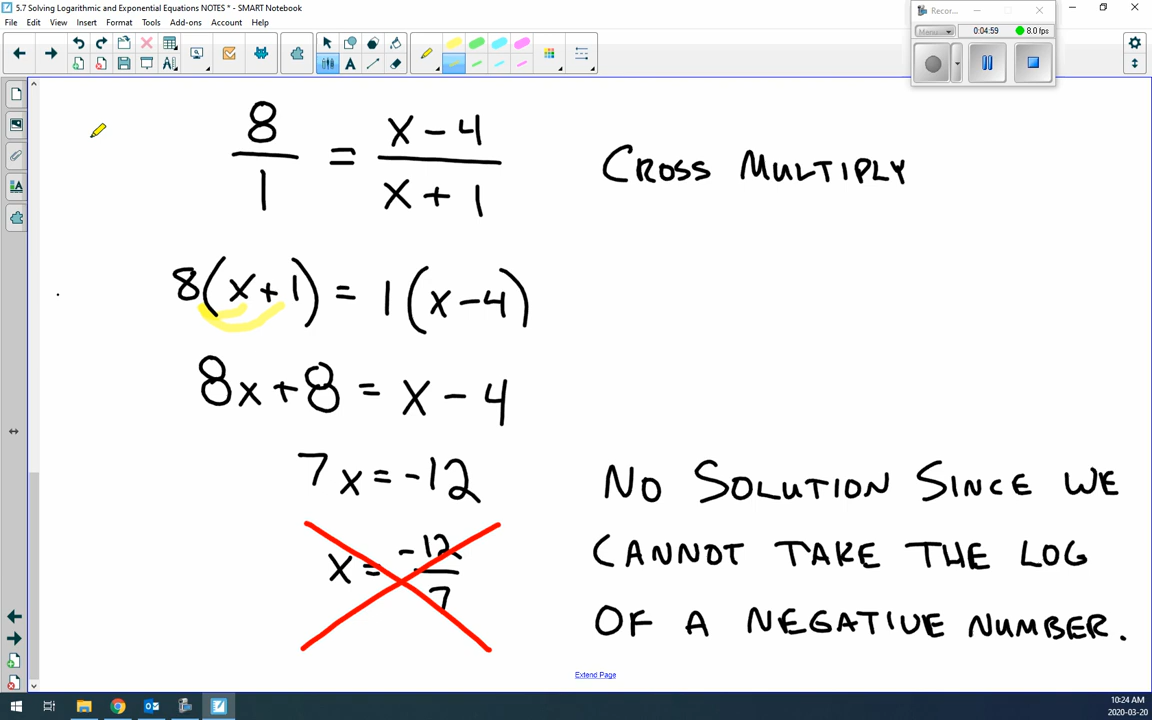 5.7 Solving Logarithmic and Exponential Equations NOTES * - SMART Notebook
Recor...
File Edit View Insert Format Tools Add-ons Account Help
Manu...
0:04:59
8.0 fps
8/1 = x-4/x+1
CROSS MULTIPLY
8(x+1) = 1(x-4)
8x+8 = x-4
7x = -12
x = -12/7
NO SOLUTION SINCE WE
CANNOT TAKE THE LOG
OF A NEGATIVE NUMBER.
Extend Page
10:24 AM
2020-03-20